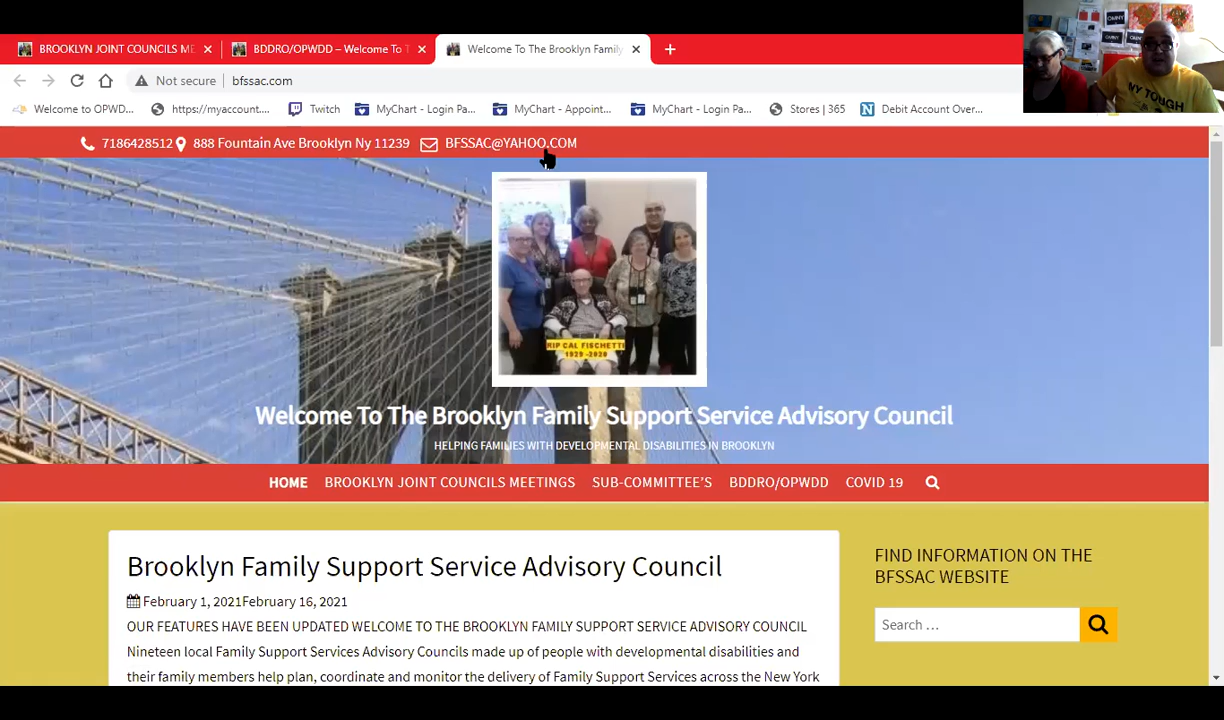 BROOKLYN JOINT COUNCILS ME
BDDRO/OPWDD – Welcome To T
Welcome To The Brooklyn Family
Not secure
bfssac.com
Welcome to OPWD...
https://myaccount....
Twitch
MyChart - Login Pa...
MyChart - Appoint...
MyChart - Login Pa...
Stores | 365
Debit Account Over...
7186428512
888 Fountain Ave Brooklyn Ny 11239
BFSSAC@YAHOO.COM
OMNY
MY TOUGH
RIP CAL FISCHETTI
1929 -2020
Welcome To The Brooklyn Family Support Service Advisory Council
HELPING FAMILIES WITH DEVELOPMENTAL DISABILITIES IN BROOKLYN
HOME
BROOKLYN JOINT COUNCILS MEETINGS
SUB-COMMITTEE'S
BDDRO/OPWDD
COVID 19
Brooklyn Family Support Service Advisory Council
February 1, 2021February 16, 2021
OUR FEATURES HAVE BEEN UPDATED WELCOME TO THE BROOKLYN FAMILY SUPPORT SERVICE ADVISORY COUNCIL
Nineteen local Family Support Services Advisory Councils made up of people with developmental disabilities and
their family members help plan, coordinate and monitor the delivery of Family Support Services across the New York
FIND INFORMATION ON THE
BFSSAC WEBSITE
Search …